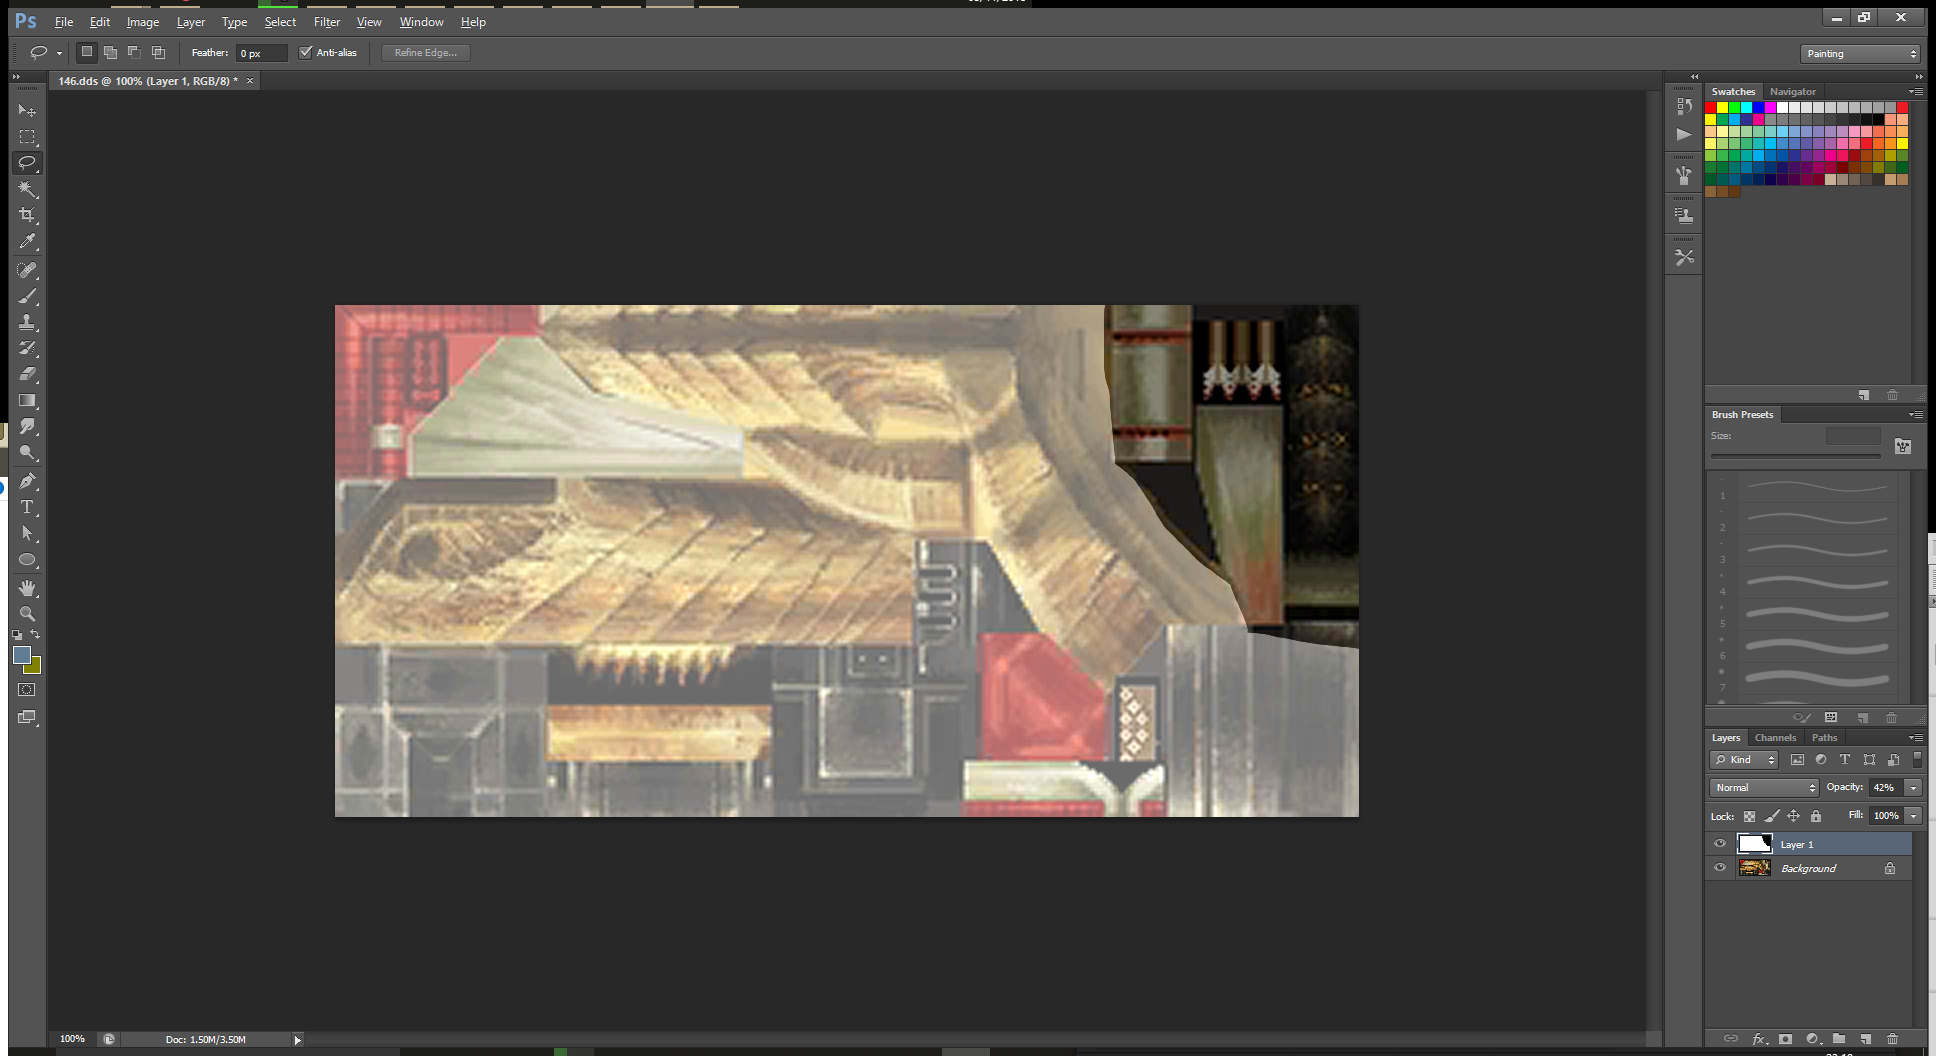 Ps File Edit Image Layer Type Select Filter View Window Help
Feather: 0 px Anti-alias Refine Edge... Painting
146.dds @ 100% (Layer 1, RGB/8) * ×
Swatches Navigator
Brush Presets
Size:
1
2
3
4
5
6
7
Layers Channels Paths
Kind
Normal Opacity: 42%
Lock: Fill: 100%
Layer 1
Background
100% Doc: 1.50M/3.50M